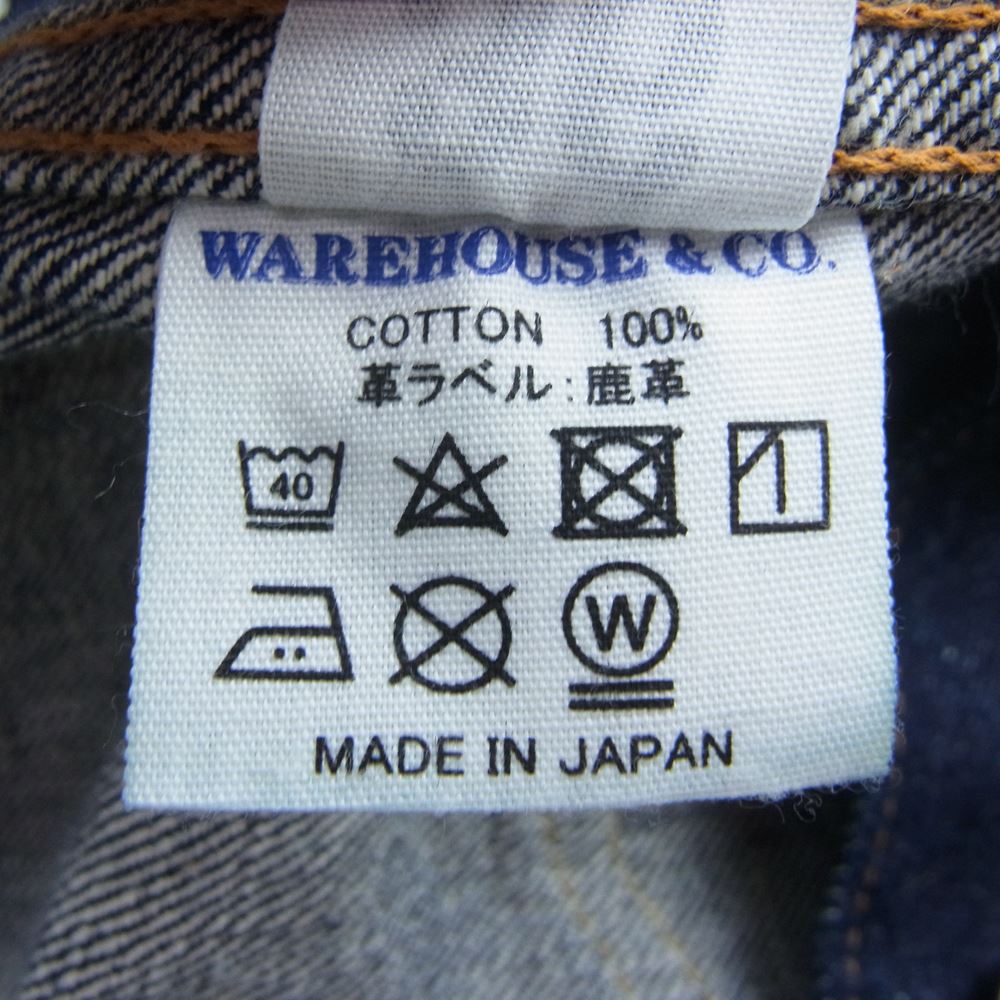 WAREHOUSE & CO.
COTTON 100%
革ラベル:鹿革
40
W
MADE IN JAPAN